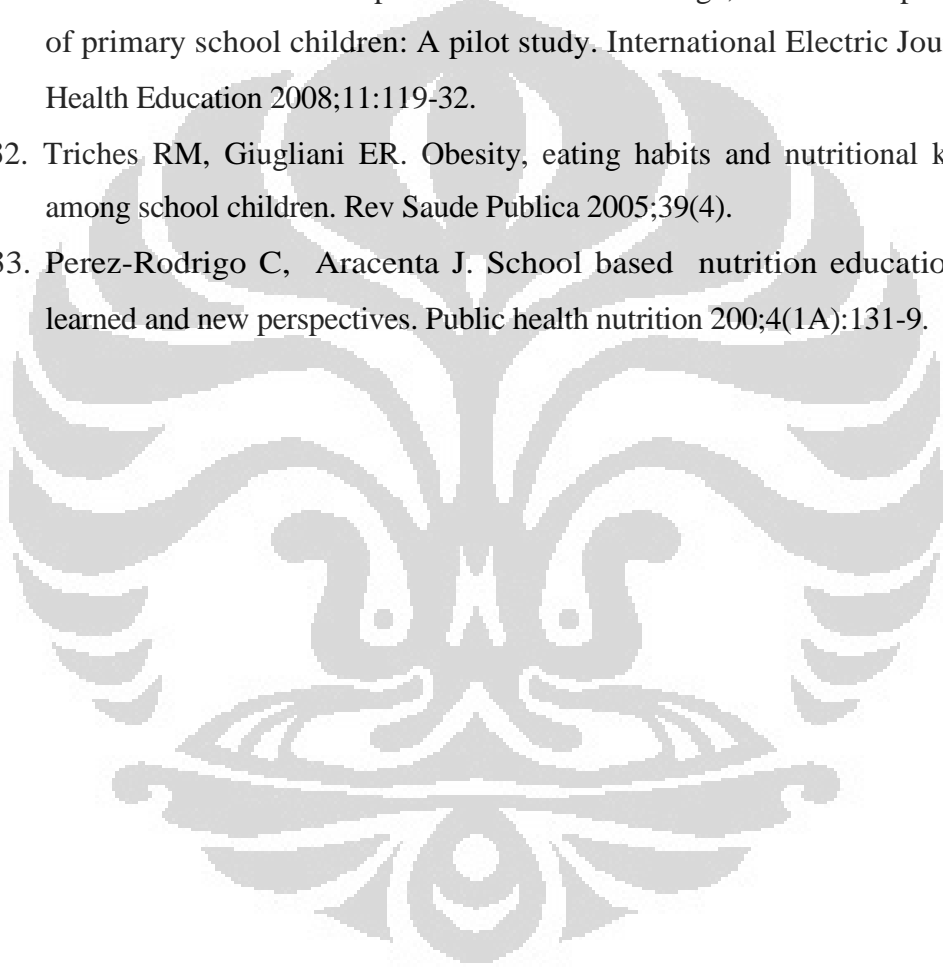 of primary school children: A pilot study. International Electric Jou
Health Education 2008;11:119-32.
32. Triches RM, Giugliani ER. Obesity, eating habits and nutritional k
among school children. Rev Saude Publica 2005;39(4).
33. Perez-Rodrigo C, Aracenta J. School based nutrition educatio
learned and new perspectives. Public health nutrition 200;4(1A):131-9.